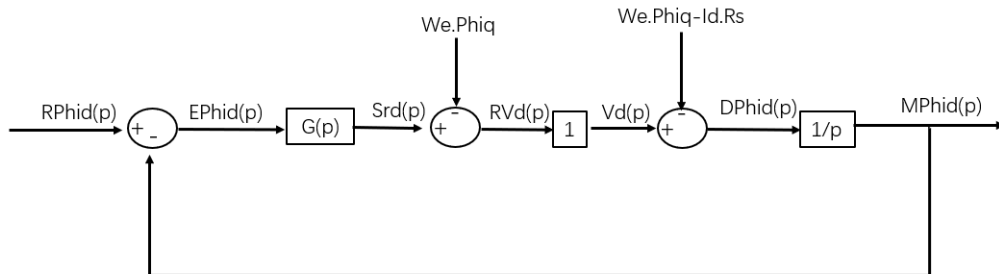 We.Phiq
We.Phiq-Id.Rs
RPhid(p)
+
-
EPhid(p)
G(p)
Srd(p)
-
+
RVd(p)
1
Vd(p)
-
+
DPhid(p)
1/p
MPhid(p)